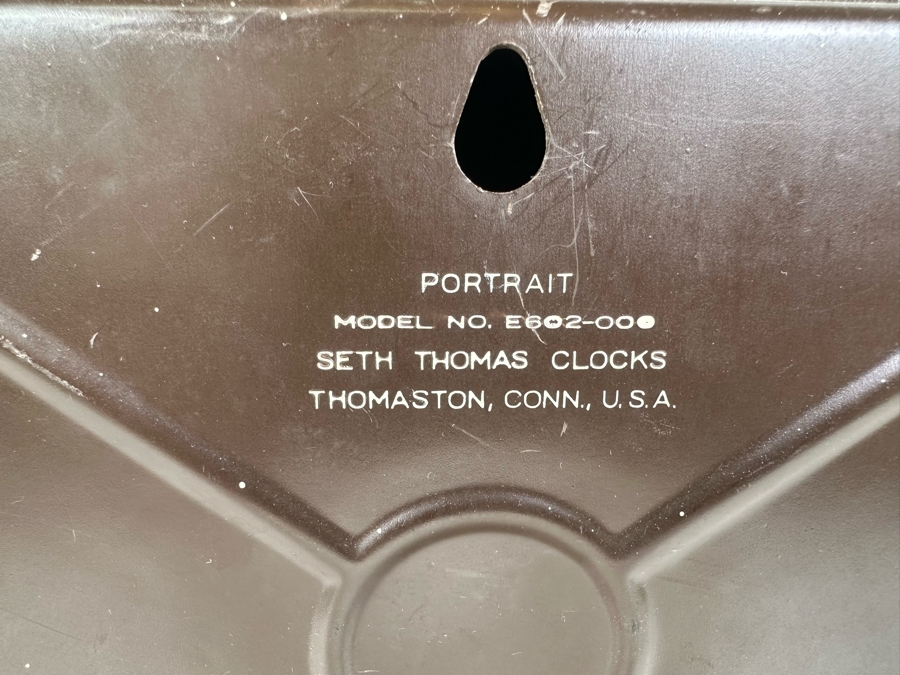 PORTRAIT
MODEL NO. E602-000
SETH THOMAS CLOCKS
THOMASTON, CONN., U.S.A.